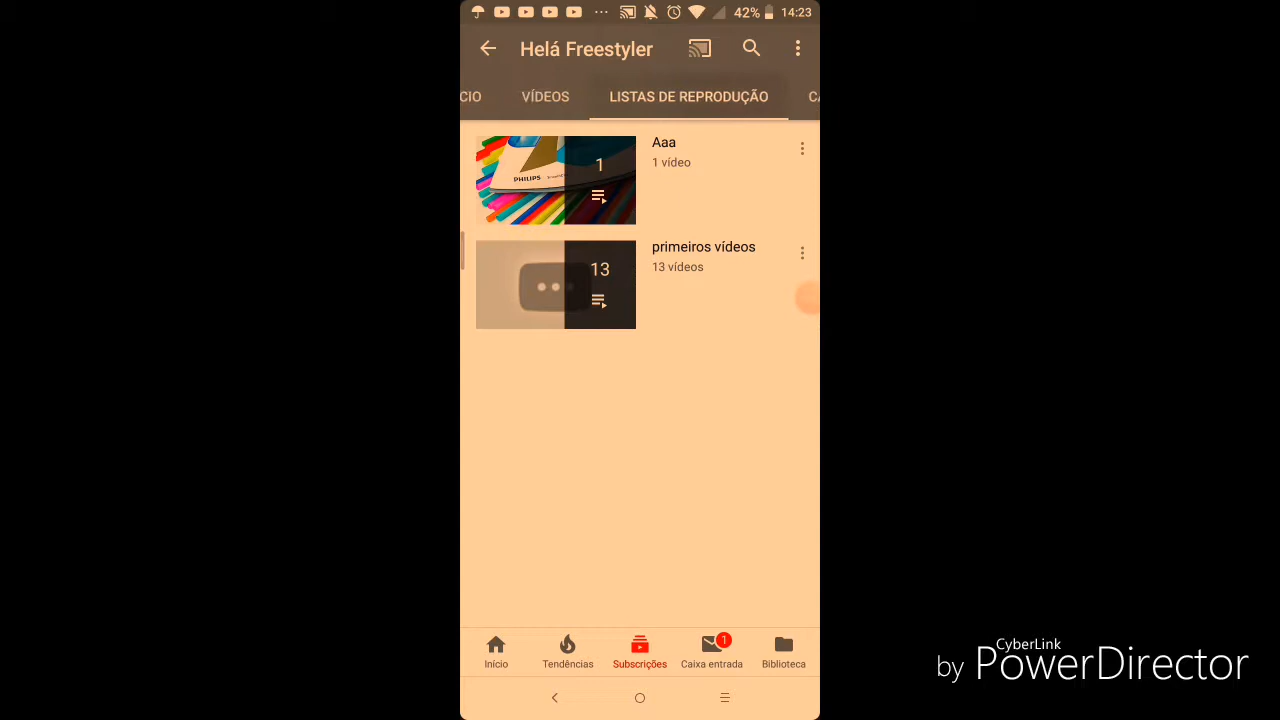 42% 14:23
Helá Freestyler
CIO VÍDEOS LISTAS DE REPRODUÇÃO CA
PHILIPS
1
Aaa
1 vídeo
13
primeiros vídeos
13 vídeos
1
Início Tendências Subscrições Caixa entrada Biblioteca
CyberLink
by PowerDirector